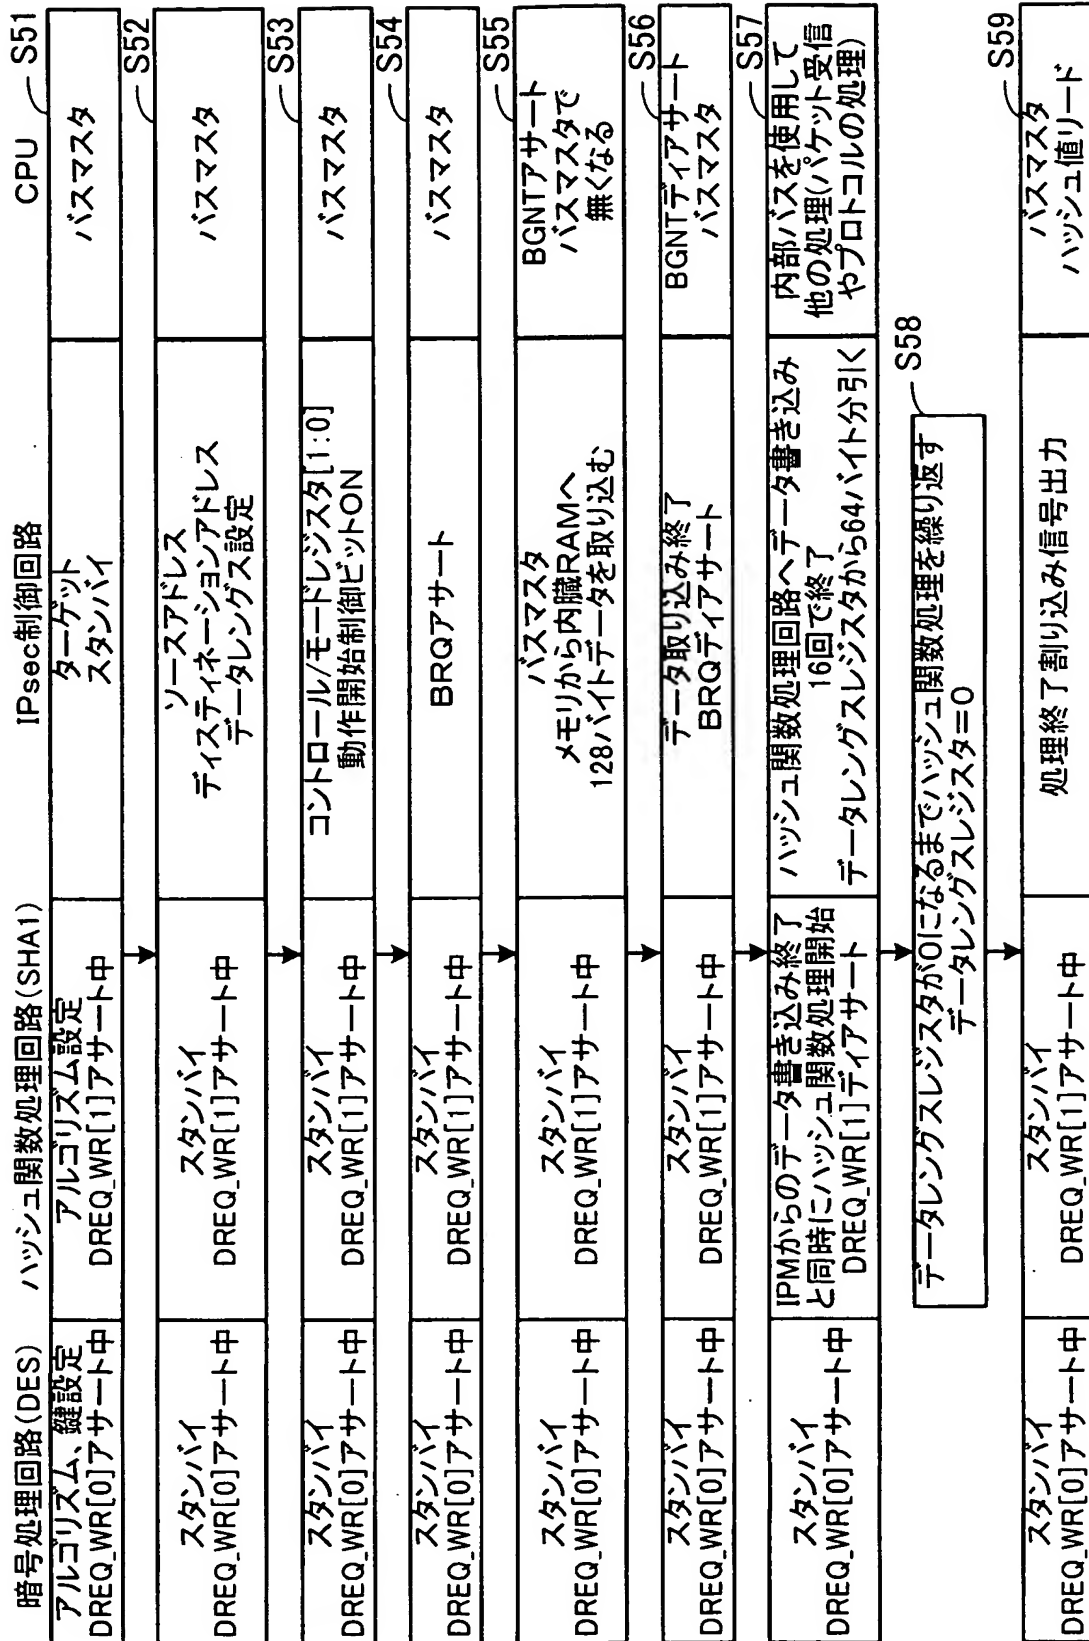 暗号処理回路(DES)
ハッシュ関数処理回路(SHA1)
IPsec制御回路
CPU
S51
アルゴリズム、鍵設定
DREQ_WR[0]アサート中
アルゴリズム設定
DREQ_WR[1]アサート中
ターゲット
スタンバイ
バスマスタ
S52
スタンバイ
DREQ_WR[0]アサート中
スタンバイ
DREQ_WR[1]アサート中
ソースアドレス
ディスティネーションアドレス
データレングス設定
バスマスタ
S53
スタンバイ
DREQ_WR[0]アサート中
スタンバイ
DREQ_WR[1]アサート中
コントロール/モードレジスタ[1:0]
動作開始制御ビットON
バスマスタ
S54
スタンバイ
DREQ_WR[0]アサート中
スタンバイ
DREQ_WR[1]アサート中
BRQアサート
バスマスタ
S55
スタンバイ
DREQ_WR[0]アサート中
スタンバイ
DREQ_WR[1]アサート中
バスマスタ
メモリから内臓RAMへ
128バイトデータを取り込む
BGNTアサート
バスマスタで
無くなる
S56
スタンバイ
DREQ_WR[0]アサート中
スタンバイ
DREQ_WR[1]アサート中
データ取り込み終了
BRQディアサート
BGNTディアサート
バスマスタ
S57
スタンバイ
DREQ_WR[0]アサート中
IPMからのデータ書き込み終了
と同時にハッシュ関数処理開始
DREQ_WR[1]ディアサート
ハッシュ関数処理回路へデータ書き込み
16回で終了
データレングスレジスタから64バイト分引く
内部バスを使用して
他の処理(パケット受信
やプロトコルの処理)
S58
データレングスレジスタが0になるまでハッシュ関数処理を繰り返す
データレングスレジスタ=0
S59
スタンバイ
DREQ_WR[0]アサート中
スタンバイ
DREQ_WR[1]アサート中
処理終了割り込み信号出力
バスマスタ
ハッシュ値リード